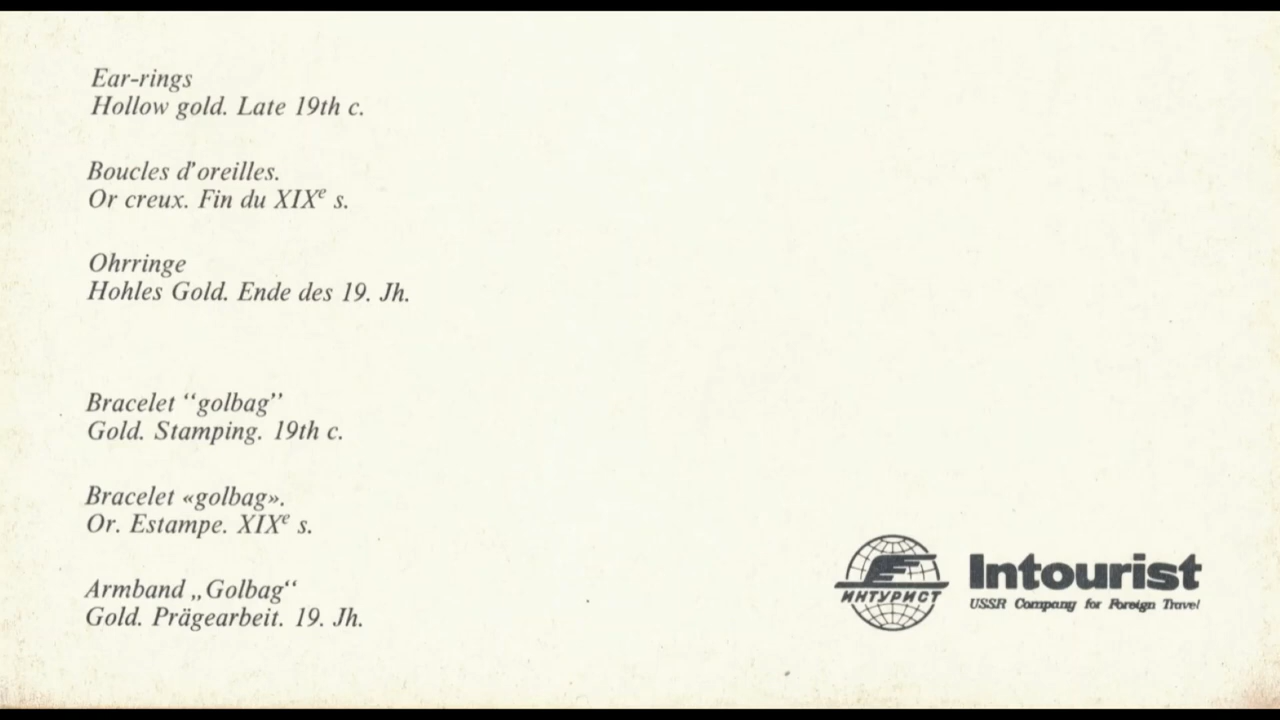 Ear-rings
Hollow gold. Late 19th c.
Boucles d'oreilles.
Or creux. Fin du XIXᵉ s.
Ohrringe
Hohles Gold. Ende des 19. Jh.
Bracelet “golbag”
Gold. Stamping. 19th c.
Bracelet «golbag».
Or. Estampe. XIXᵉ s.
Armband „Golbag“
Gold. Prägearbeit. 19. Jh.
ИНТУРИСТ
Intourist
USSR Company for Foreign Travel